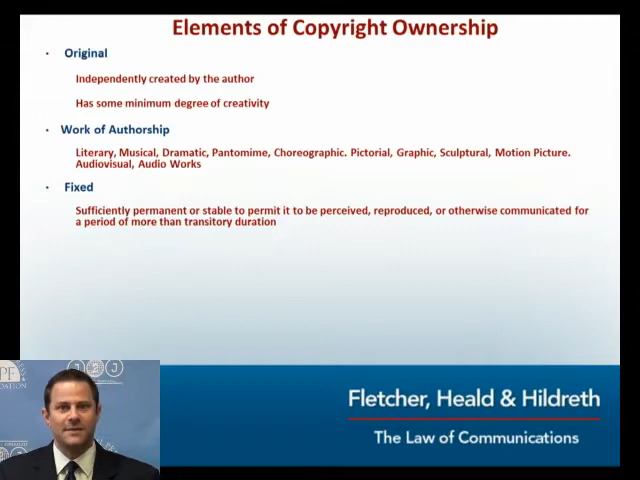 Elements of Copyright Ownership
• Original
Independently created by the author
Has some minimum degree of creativity
• Work of Authorship
Literary, Musical, Dramatic, Pantomime, Choreographic. Pictorial, Graphic, Sculptural, Motion Picture.
Audiovisual, Audio Works
• Fixed
Sufficiently permanent or stable to permit it to be perceived, reproduced, or otherwise communicated for
a period of more than transitory duration
Fletcher, Heald & Hildreth
The Law of Communications